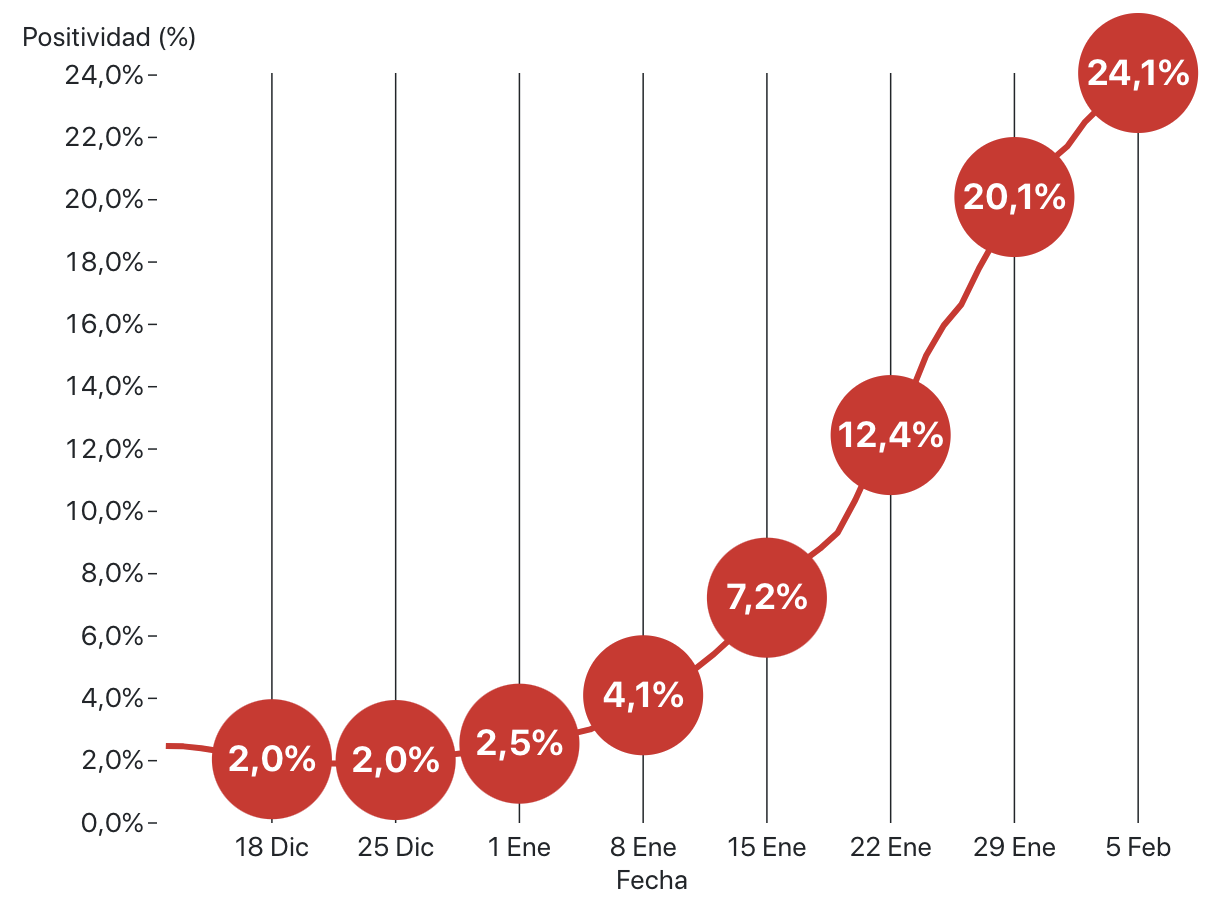 Positividad (%)
24,0%
22,0%
20,0%
18,0%
16,0%
14,0%
12,0%
10,0%
8,0%
6,0%
4,0%
2,0%
0,0%
2,0%
2,0%
2,5%
4,1%
7,2%
12,4%
20,1%
24,1%
18 Dic
25 Dic
1 Ene
8 Ene
15 Ene
22 Ene
29 Ene
5 Feb
Fecha